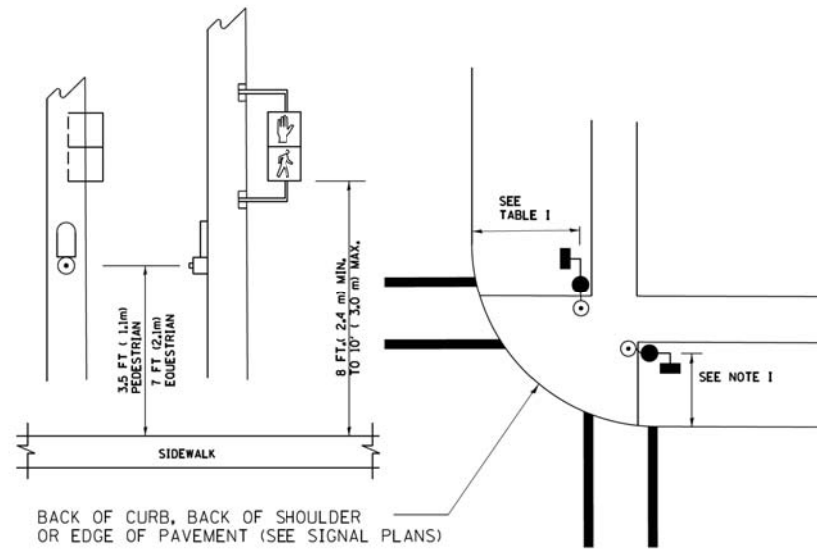 SEE
TABLE I
3.5 FT ( 1.1m)
PEDESTRIAN
7 FT (2.1m)
EQUESTRIAN
8 FT.( 2.4 m) MIN.
TO 10' ( 3.0 m) MAX.
SEE NOTE I
SIDEWALK
BACK OF CURB, BACK OF SHOULDER
OR EDGE OF PAVEMENT (SEE SIGNAL PLANS)